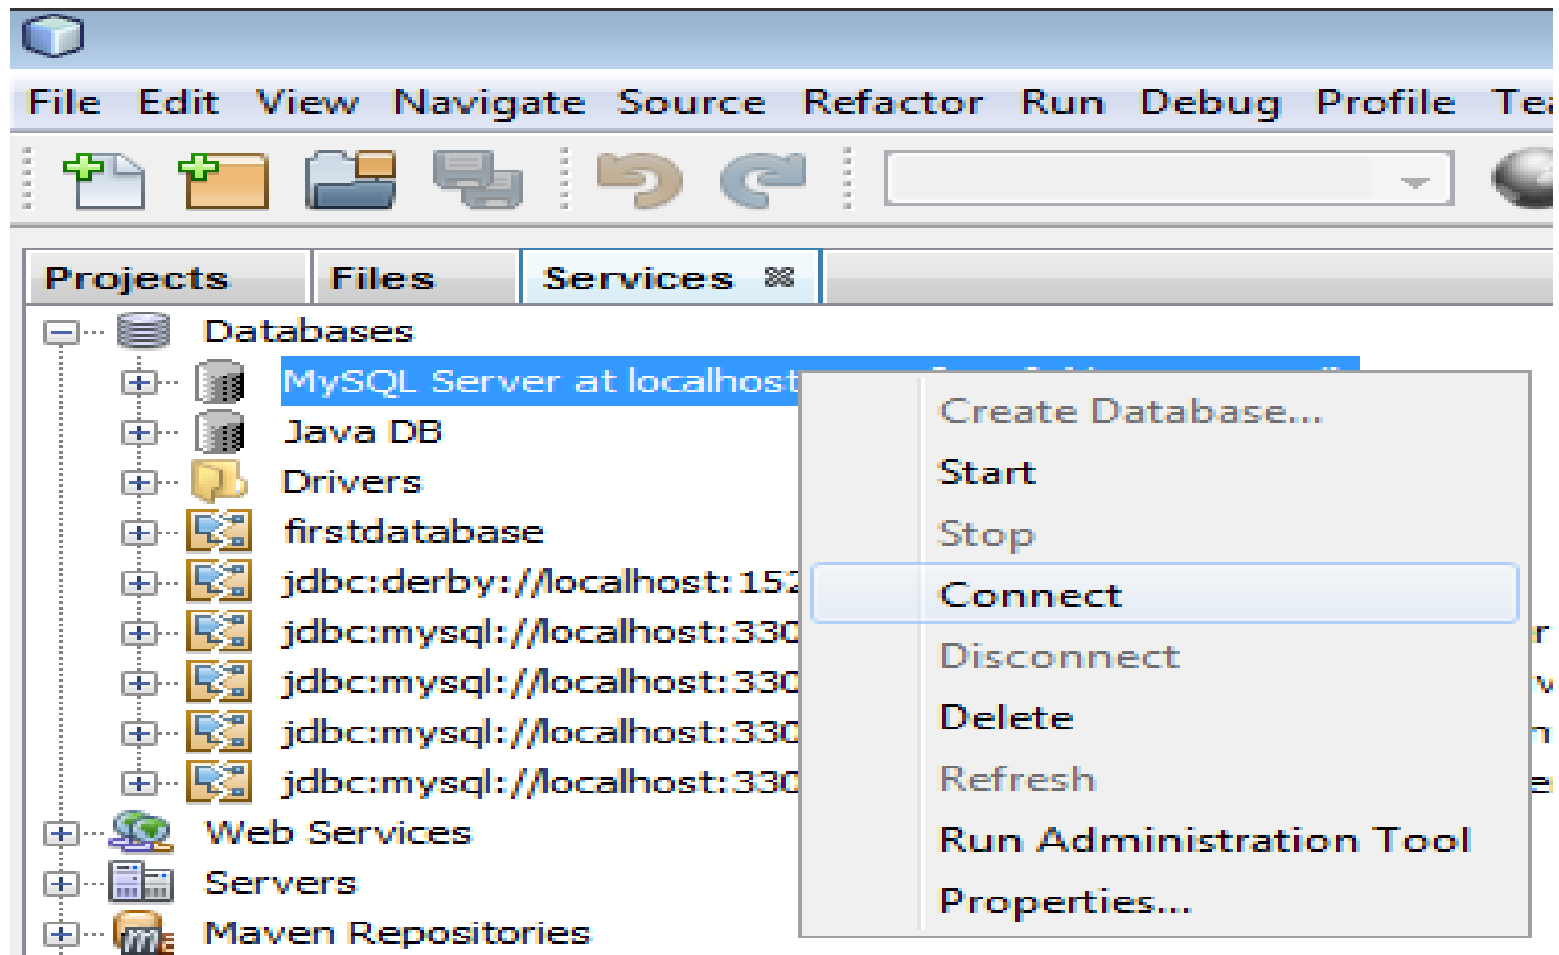 File Edit View Navigate Source Refactor Run Debug Profile
Projects Files Services
Databases
MySQL Server at localhost
Java DB
Drivers
firstdatabase
jdbc:derby://localhost:152
jdbc:mysql://localhost:330
jdbc:mysql://localhost:330
jdbc:mysql://localhost:330
jdbc:mysql://localhost:330
Web Services
Servers
Maven Repositories
Create Database...
Start
Stop
Connect
Disconnect
Delete
Refresh
Run Administration Tool
Properties...